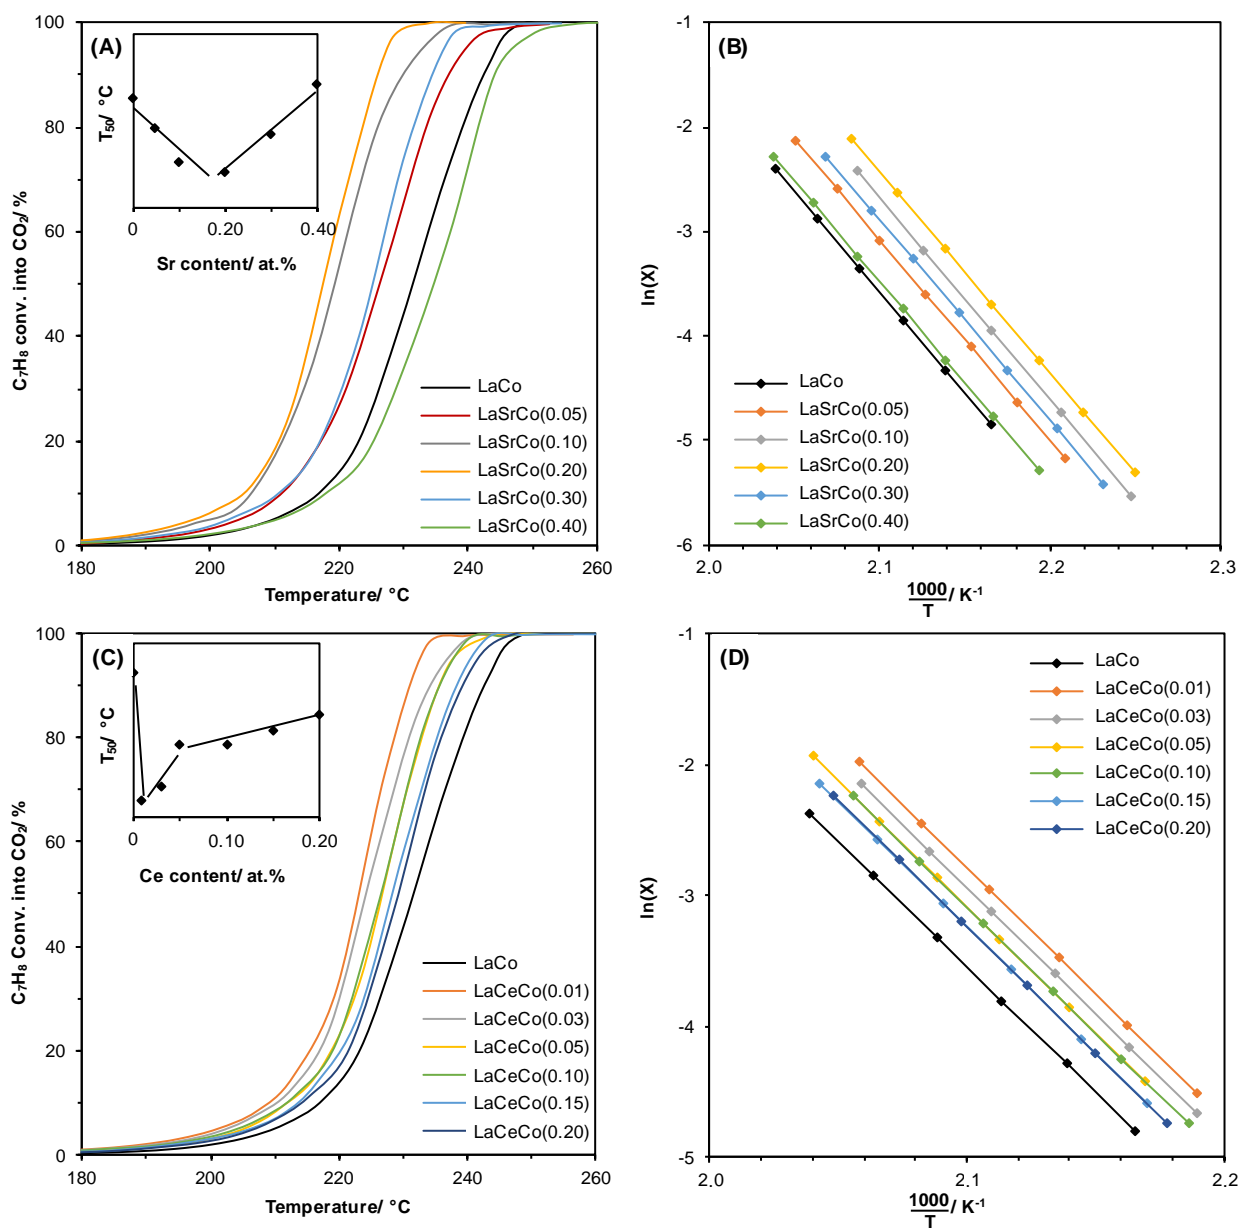 (A)
100
80
60
40
20
0
C₇H₈ conv. into CO₂/ %
180 200 220 240 260
Temperature/ °C
T₅₀/ °C
0 0.20 0.40
Sr content/ at.%
LaCo
LaSrCo(0.05)
LaSrCo(0.10)
LaSrCo(0.20)
LaSrCo(0.30)
LaSrCo(0.40)
(B)
-1
-2
-3
-4
-5
-6
ln(X)
2.0 2.1 2.2 2.3
1000
T / K⁻¹
LaCo
LaSrCo(0.05)
LaSrCo(0.10)
LaSrCo(0.20)
LaSrCo(0.30)
LaSrCo(0.40)
(C)
100
80
60
40
20
0
C₇H₈ Conv. into CO₂/ %
180 200 220 240 260
Temperature/ °C
T₅₀/ °C
0 0.10 0.20
Ce content/ at.%
LaCo
LaCeCo(0.01)
LaCeCo(0.03)
LaCeCo(0.05)
LaCeCo(0.10)
LaCeCo(0.15)
LaCeCo(0.20)
(D)
-1
-2
-3
-4
-5
ln(X)
2.0 2.1 2.2
1000
T / K⁻¹
LaCo
LaCeCo(0.01)
LaCeCo(0.03)
LaCeCo(0.05)
LaCeCo(0.10)
LaCeCo(0.15)
LaCeCo(0.20)